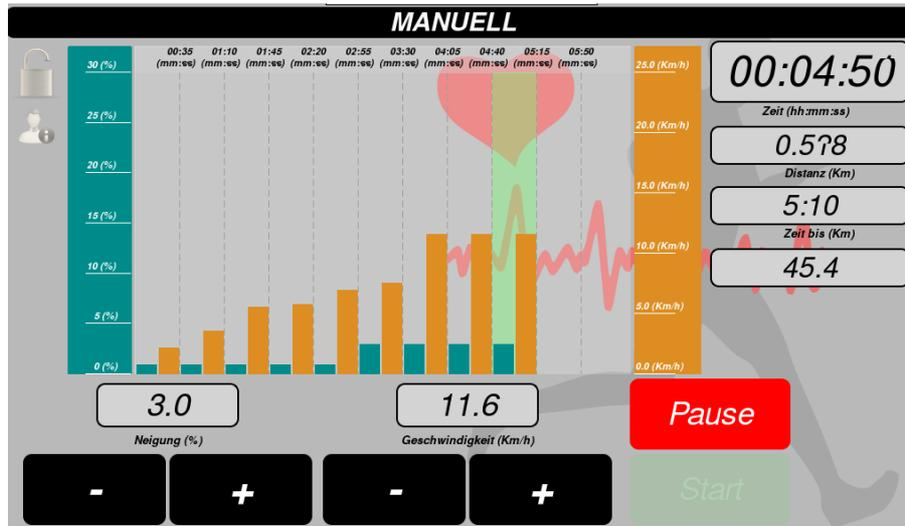 MANUELL
00:35 01:10 01:45 02:20 02:55 03:30 04:05 04:40 05:15 05:50
(mm:ss) (mm:ss) (mm:ss) (mm:ss) (mm:ss) (mm:ss) (mm:ss) (mm:ss) (mm:ss) (mm:ss)
30 (%)
25 (%)
20 (%)
15 (%)
10 (%)
5 (%)
0 (%)
25.0 (Km/h)
20.0 (Km/h)
15.0 (Km/h)
10.0 (Km/h)
5.0 (Km/h)
0.0 (Km/h)
00:04:50
Zeit (hh:mm:ss)
0.5?8
Distanz (Km)
5:10
Zeit bis (Km)
45.4
3.0
Neigung (%)
11.6
Geschwindigkeit (Km/h)
Pause
- + - +
Start